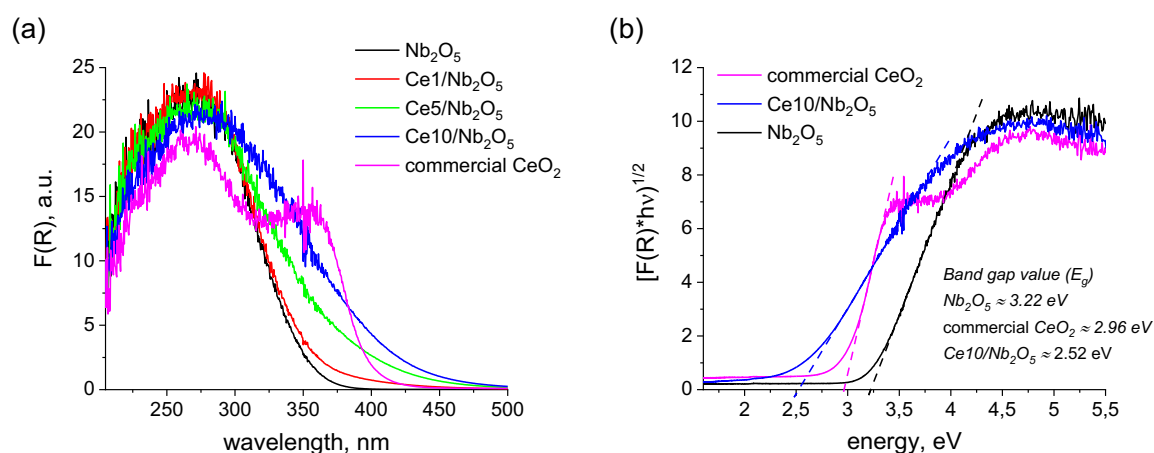 (a)
Nb₂O₅
Ce1/Nb₂O₅
Ce5/Nb₂O₅
Ce10/Nb₂O₅
commercial CeO₂
25
20
15
10
5
0
F(R), a.u.
250 300 350 400 450 500
wavelength, nm
(b)
commercial CeO₂
Ce10/Nb₂O₅
Nb₂O₅
12
10
8
6
4
2
0
[F(R)*hν)^1/2
Band gap value (E_g)
Nb₂O₅ ≈ 3.22 eV
commercial CeO₂ ≈ 2.96 eV
Ce10/Nb₂O₅ ≈ 2.52 eV
2 2,5 3 3,5 4 4,5 5 5,5
energy, eV